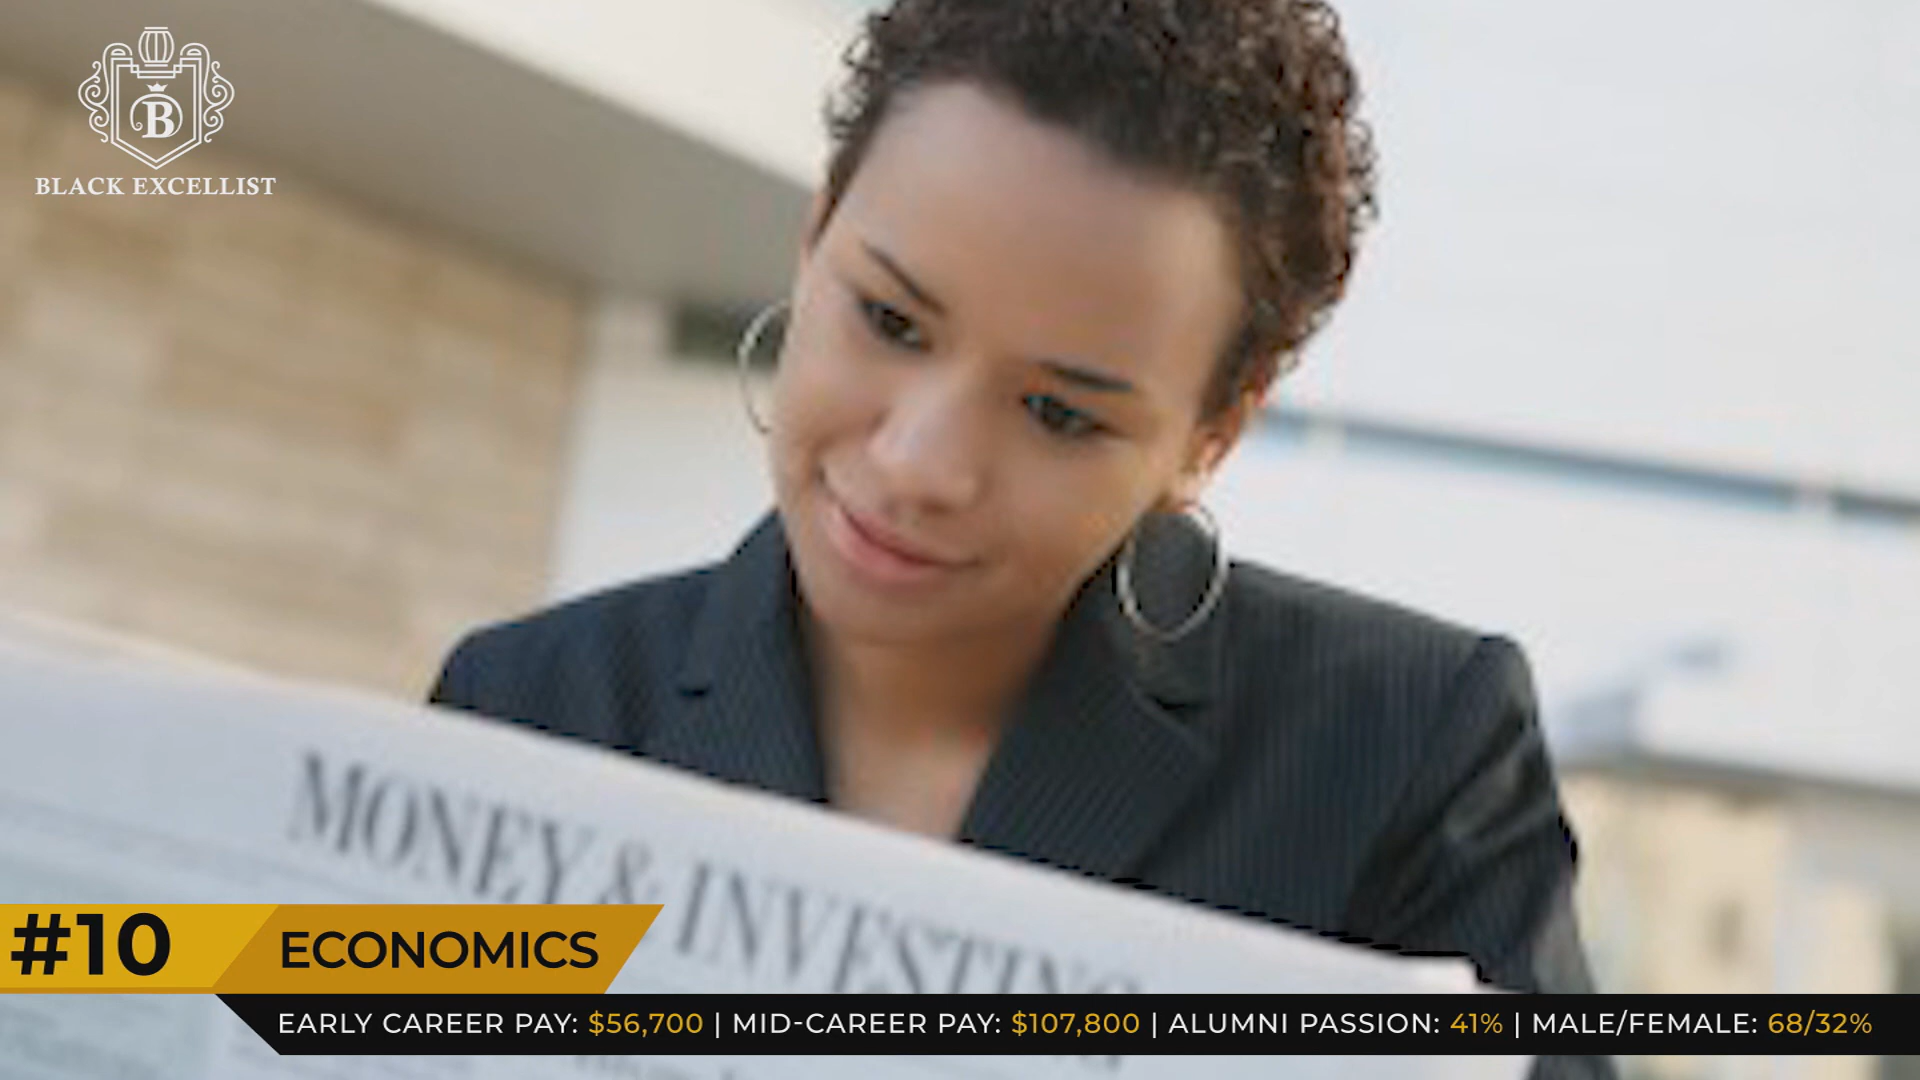 B
BLACK EXCELLIST
MONEY & INVESTING
#10
ECONOMICS
EARLY CAREER PAY: $56,700 | MID-CAREER PAY: $107,800 | ALUMNI PASSION: 41% | MALE/FEMALE: 68/32%